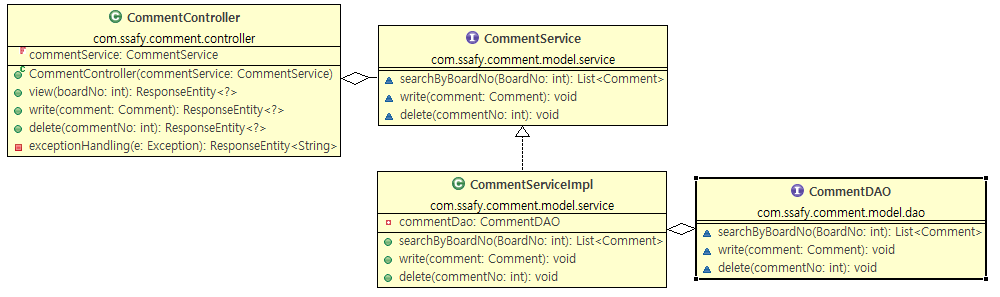 CommentController
com.ssafy.comment.controller
commentService: CommentService
CommentController(commentService: CommentService)
view(boardNo: int): ResponseEntity<?>
write(comment: Comment): ResponseEntity<?>
delete(commentNo: int): ResponseEntity<?>
exceptionHandling(e: Exception): ResponseEntity<String>
CommentService
com.ssafy.comment.model.service
searchByBoardNo(BoardNo: int): List<Comment>
write(comment: Comment): void
delete(commentNo: int): void
CommentServiceImpl
com.ssafy.comment.model.service
commentDao: CommentDAO
searchByBoardNo(BoardNo: int): List<Comment>
write(comment: Comment): void
delete(commentNo: int): void
CommentDAO
com.ssafy.comment.model.dao
searchByBoardNo(BoardNo: int): List<Comment>
write(comment: Comment): void
delete(commentNo: int): void